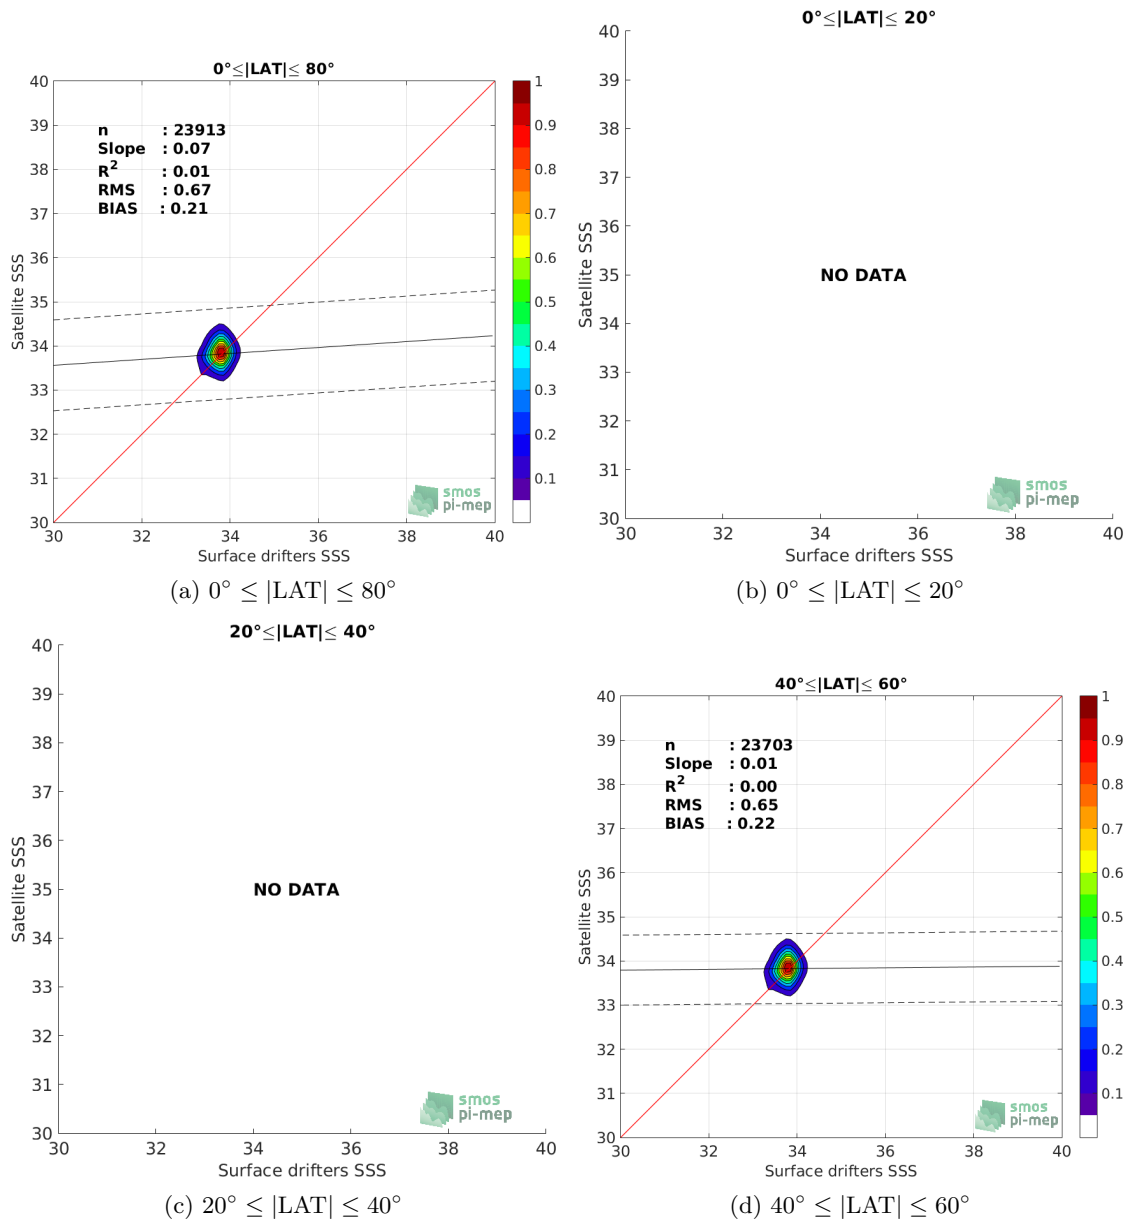 0°≤|LAT|≤ 80°
40
39
38
37
36
35
34
33
32
31
30
Satellite SSS
n : 23913
Slope : 0.07
R2 : 0.01
RMS : 0.67
BIAS : 0.21
1
0.9
0.8
0.7
0.6
0.5
0.4
0.3
0.2
0.1
smos
pi-mep
30 32 34 36 38 40
Surface drifters SSS
(a) 0° ≤ |LAT| ≤ 80°
0°≤|LAT|≤ 20°
40
39
38
37
36
35
34
33
32
31
30
Satellite SSS
NO DATA
smos
pi-mep
30 32 34 36 38 40
Surface drifters SSS
(b) 0° ≤ |LAT| ≤ 20°
20°≤|LAT|≤ 40°
40
39
38
37
36
35
34
33
32
31
30
Satellite SSS
NO DATA
smos
pi-mep
30 32 34 36 38 40
Surface drifters SSS
(c) 20° ≤ |LAT| ≤ 40°
40°≤|LAT|≤ 60°
40
39
38
37
36
35
34
33
32
31
30
Satellite SSS
n : 23703
Slope : 0.01
R2 : 0.00
RMS : 0.65
BIAS : 0.22
1
0.9
0.8
0.7
0.6
0.5
0.4
0.3
0.2
0.1
smos
pi-mep
30 32 34 36 38 40
Surface drifters SSS
(d) 40° ≤ |LAT| ≤ 60°